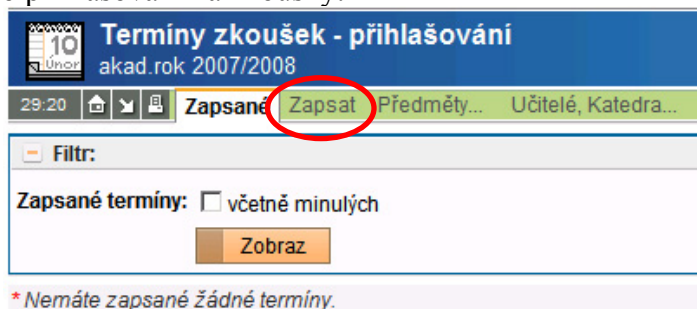 10
Únor
Termíny zkoušek - přihlašování
akad.rok 2007/2008
29:20 Zapsané Zapsat Předměty... Učitelé, Katedra...
Filtr:
Zapsané termíny: včetně minulých
Zobraz
* Nemáte zapsané žádné termíny.